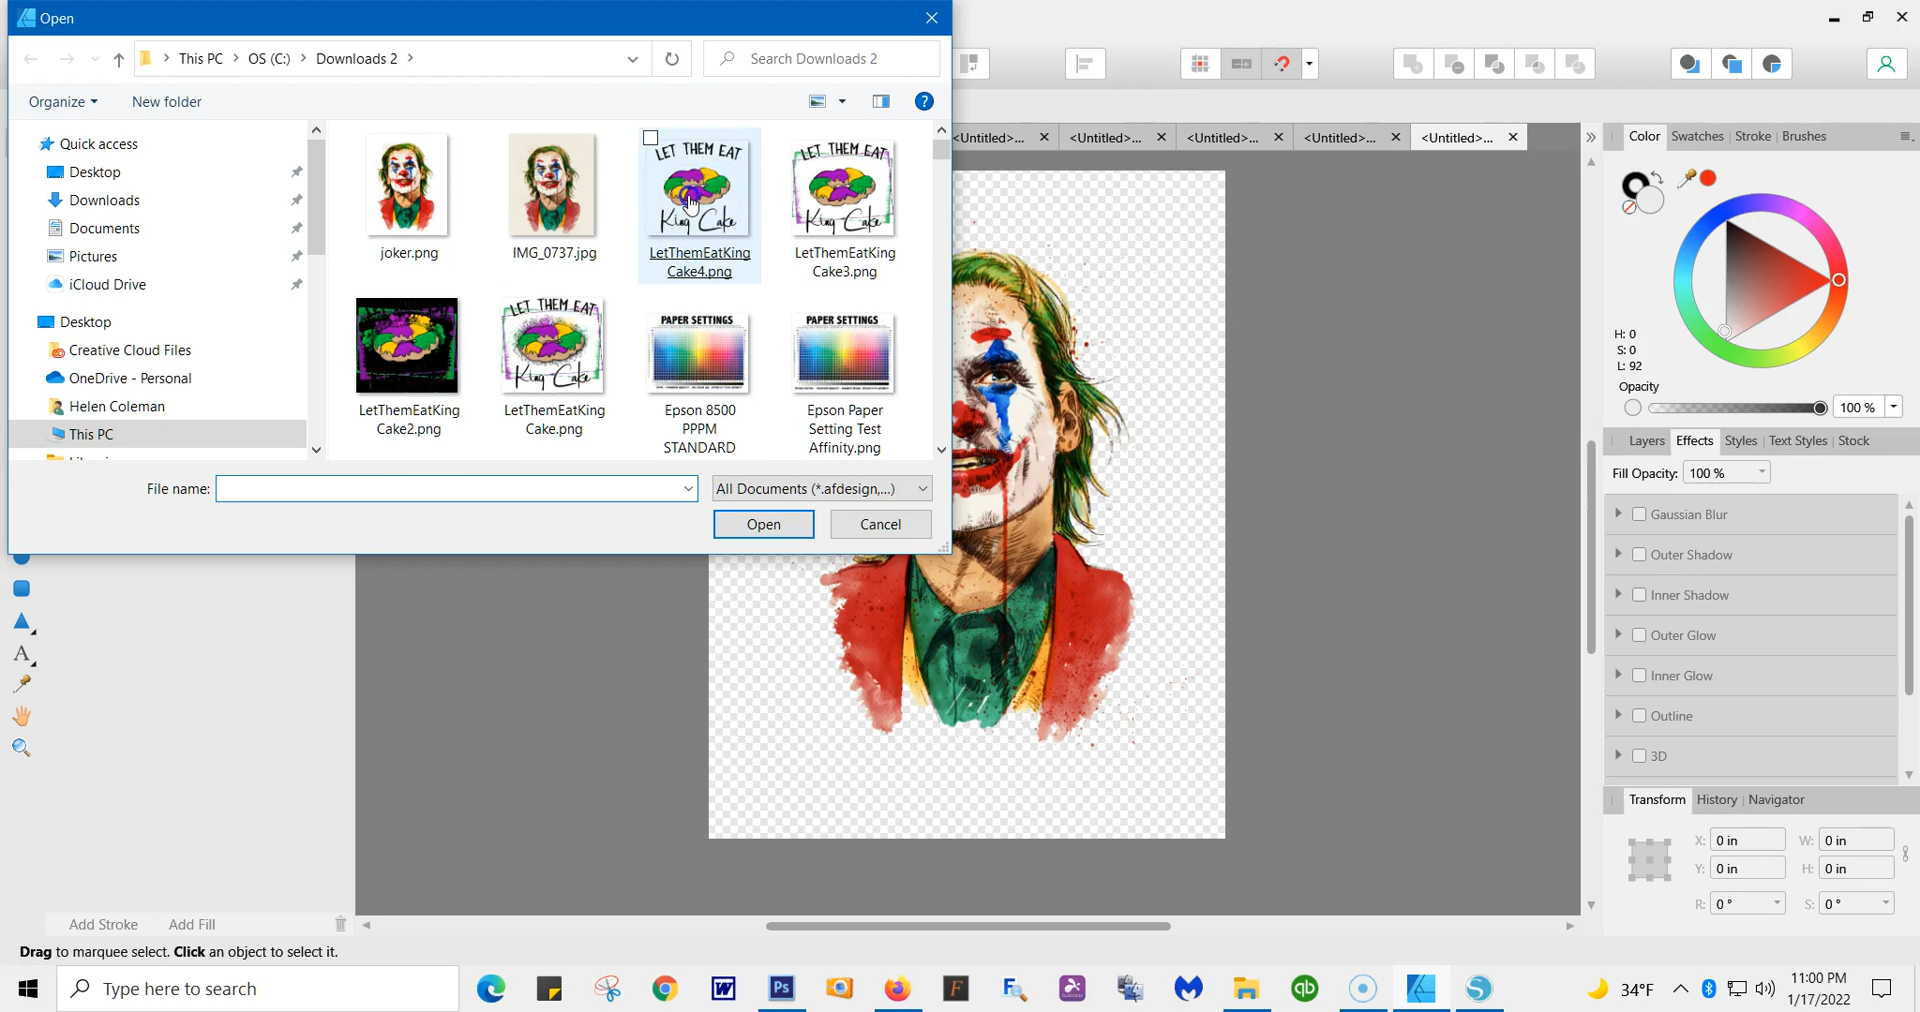 Open
This PC > OS (C:) > Downloads 2 >
Search Downloads 2
Organize
New folder
Quick access
Desktop
Downloads
Documents
Pictures
iCloud Drive
Desktop
Creative Cloud Files
OneDrive - Personal
Helen Coleman
This PC
LET THEM EAT
King Cake
LET THEM EAT
King Cake
joker.png
IMG_0737.jpg
LetThemEatKing
Cake4.png
LetThemEatKing
Cake3.png
LET THEM EAT
King Cake
PAPER SETTINGS
PAPER SETTINGS
LetThemEatKing
Cake2.png
LetThemEatKing
Cake.png
Epson 8500
PPPM
STANDARD
Epson Paper
Setting Test
Affinity.png
File name:
All Documents (*.afdesign,...)
Open
Cancel
<Untitled>...
<Untitled>...
<Untitled>...
<Untitled>...
<Untitled>...
Color
Swatches
Stroke
Brushes
H: 0
S: 0
L: 92
Opacity
100 %
Layers
Effects
Styles
Text Styles
Stock
Fill Opacity: 100 %
Gaussian Blur
Outer Shadow
Inner Shadow
Outer Glow
Inner Glow
Outline
3D
Transform
History
Navigator
X: 0 in
W: 0 in
Y: 0 in
H: 0 in
R: 0 °
S: 0 °
Add Stroke
Add Fill
Drag to marquee select. Click an object to select it.
Type here to search
34°F
11:00 PM
1/17/2022